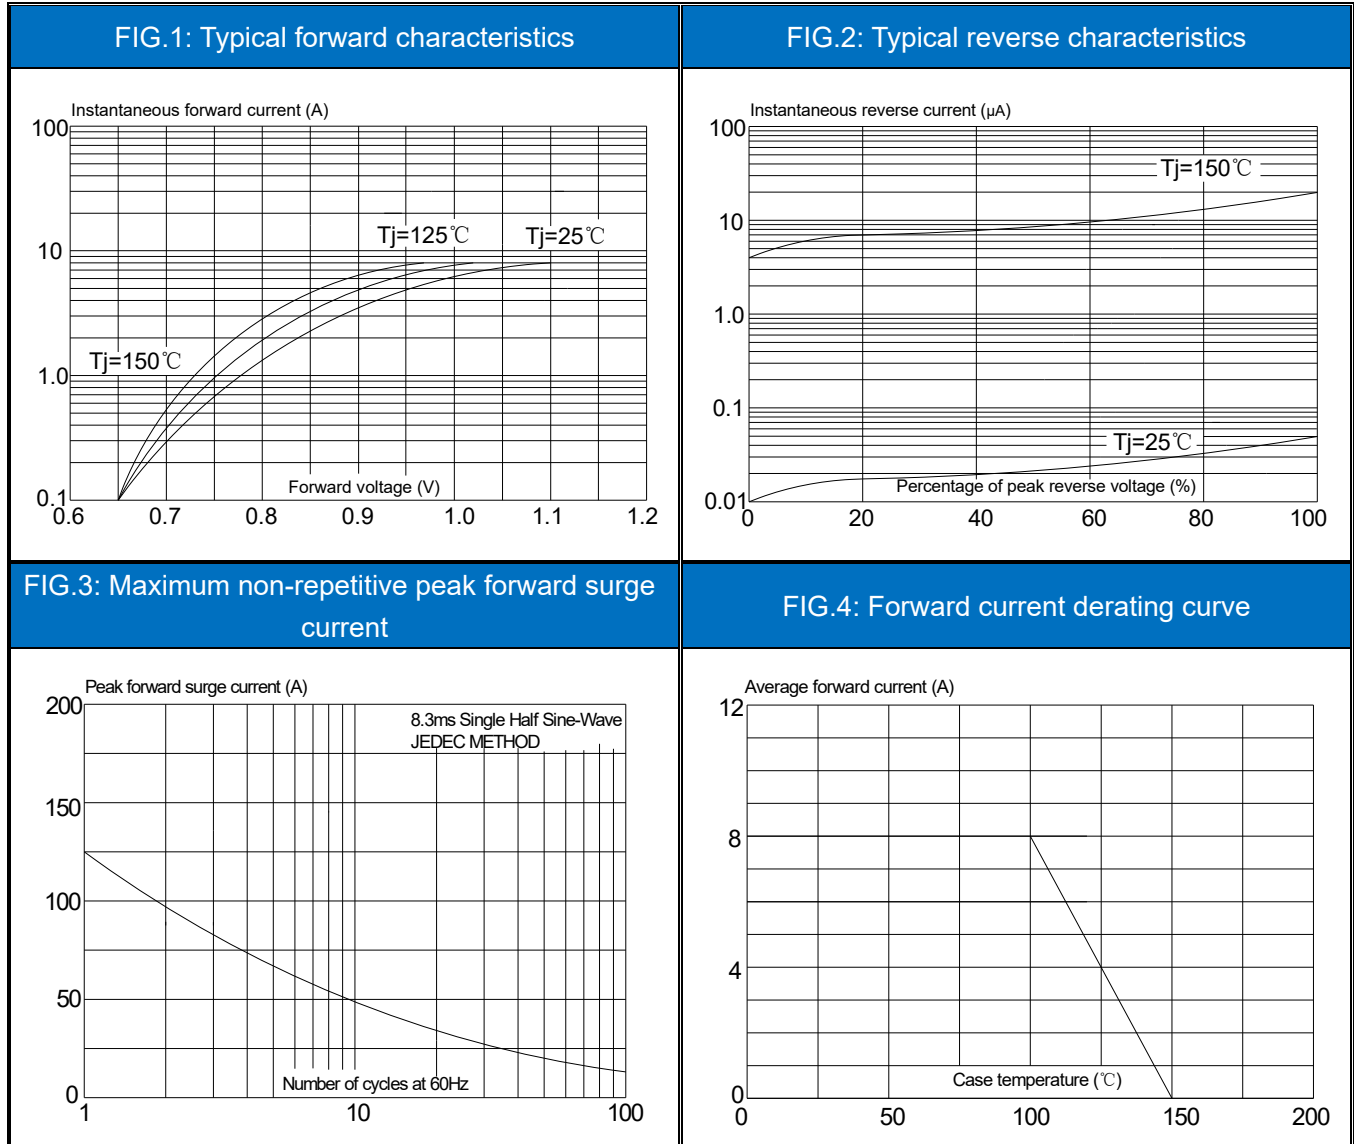 FIG.1: Typical forward characteristics
Instantaneous forward current (A)
100
10
1.0
0.1
Tj=125℃
Tj=25℃
Tj=150℃
Forward voltage (V)
0.6 0.7 0.8 0.9 1.0 1.1 1.2
FIG.2: Typical reverse characteristics
Instantaneous reverse current (μA)
100
10
1.0
0.1
0.01
Tj=150℃
Tj=25℃
Percentage of peak reverse voltage (%)
0 20 40 60 80 100
FIG.3: Maximum non-repetitive peak forward surge
current
Peak forward surge current (A)
200
150
100
50
0
8.3ms Single Half Sine-Wave
JEDEC METHOD
Number of cycles at 60Hz
1 10 100
FIG.4: Forward current derating curve
Average forward current (A)
12
8
4
0
Case temperature (℃)
0 50 100 150 200